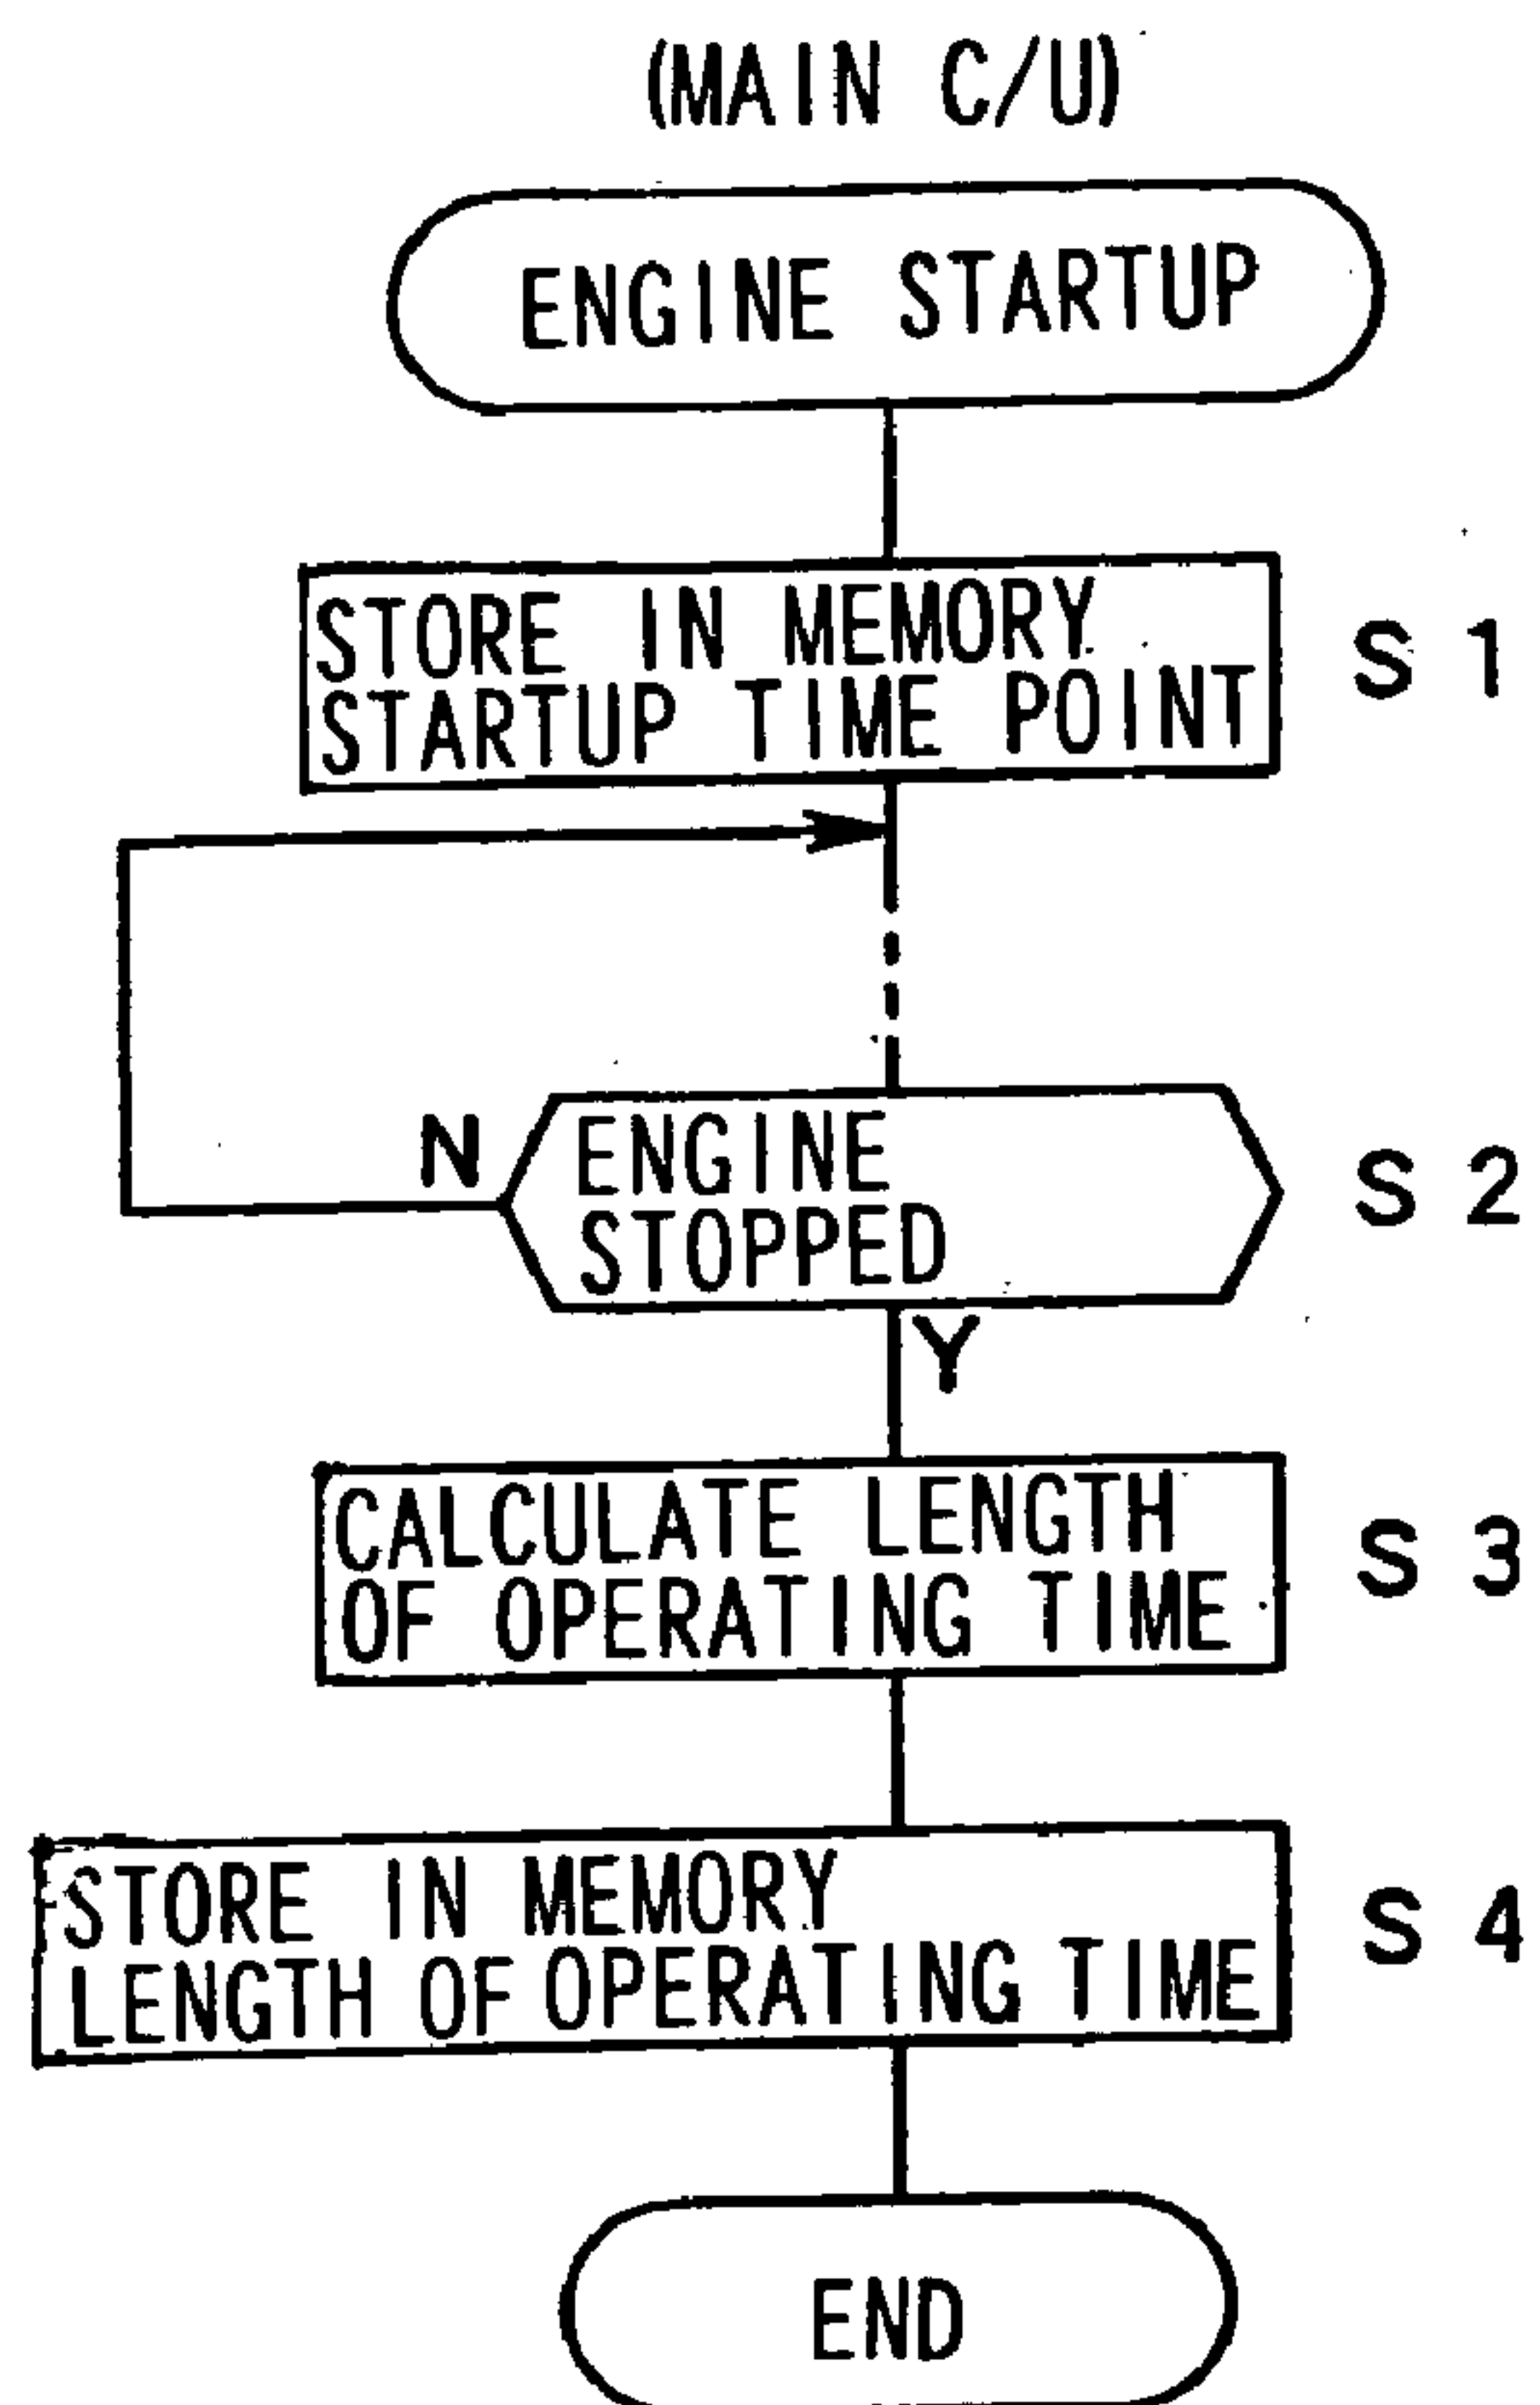 (MAIN C/U)
ENGINE STARTUP
STORE IN MEMORY
STARTUP TIME POINT
S 1
N
ENGINE
STOPPED
S 2
Y
CALCULATE LENGTH
OF OPERATING TIME
S 3
STORE IN MEMORY
LENGTH OF OPERATING TIME
S 4
END